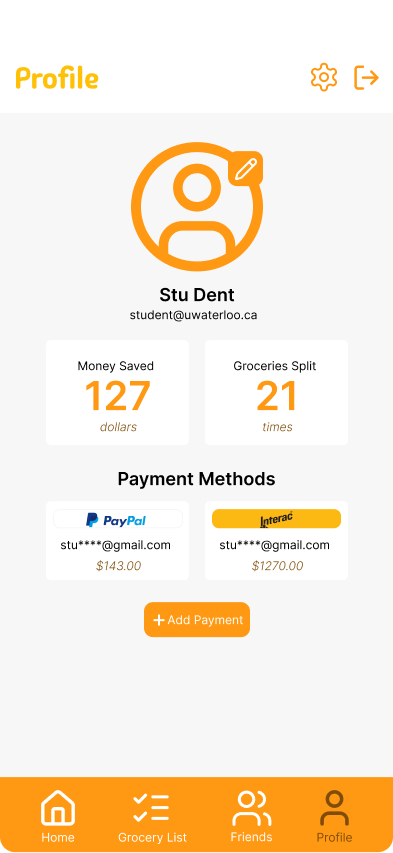 Profile
Stu Dent
student@uwaterloo.ca
Money Saved
127
dollars
Groceries Split
21
times
Payment Methods
PayPal
stu****@gmail.com
$143.00
Interac
stu****@gmail.com
$1270.00
Add Payment
Home
Grocery List
Friends
Profile